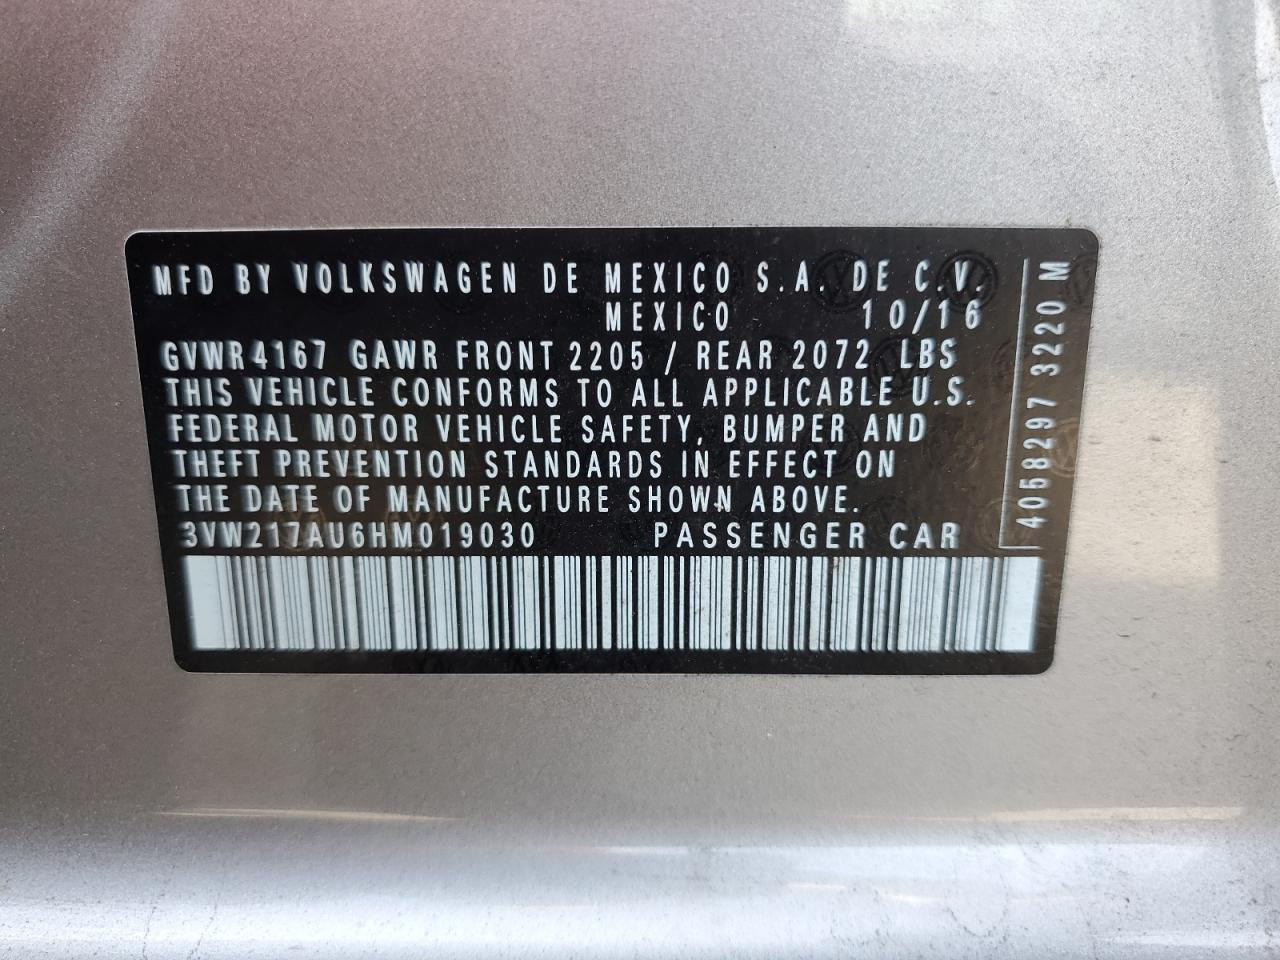 MFD BY VOLKSWAGEN DE MEXICO S.A. DE C.V.
MEXICO 10/16
GVWR4167 GAWR FRONT 2205 / REAR 2072 LBS
THIS VEHICLE CONFORMS TO ALL APPLICABLE U.S.
FEDERAL MOTOR VEHICLE SAFETY, BUMPER AND
THEFT PREVENTION STANDARDS IN EFFECT ON
THE DATE OF MANUFACTURE SHOWN ABOVE.
3VW217AU6HM019030 PASSENGER CAR
4058297 3220 M